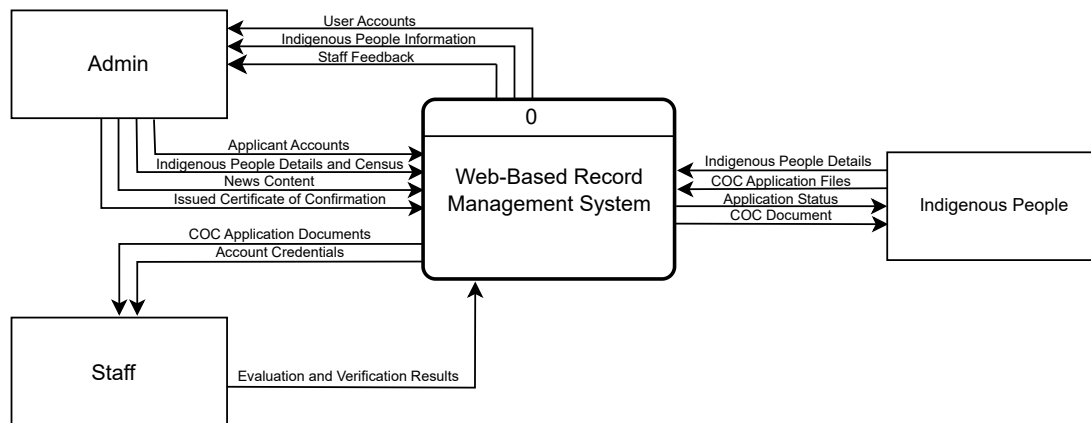 User Accounts
Indigenous People Information
Staff Feedback
Admin
0
Applicant Accounts
Indigenous People Details and Census
News Content
Issued Certificate of Confirmation
Web-Based Record
Management System
Indigenous People Details
COC Application Files
Application Status
COC Document
Indigenous People
COC Application Documents
Account Credentials
Staff
Evaluation and Verification Results